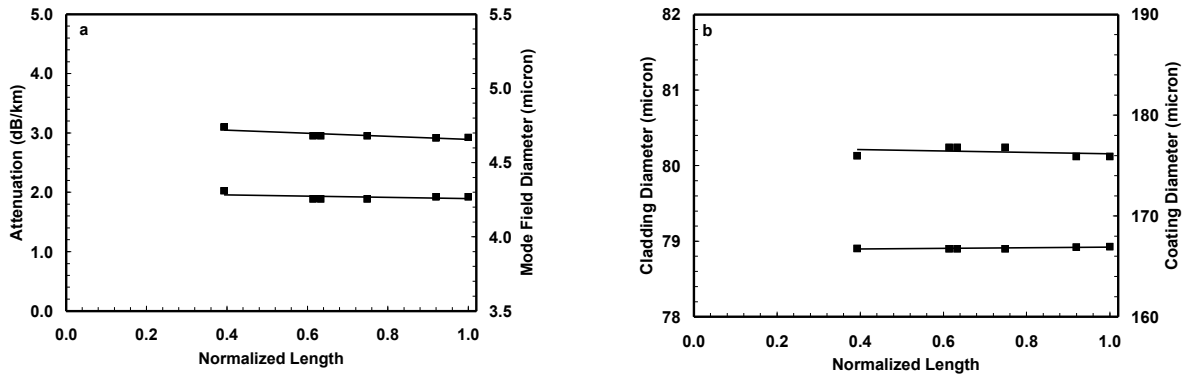 a
5.0
4.0
3.0
2.0
1.0
0.0
Attenuation (dB/km)
5.5
5.0
4.5
4.0
3.5
Mode Field Diameter (micron)
0.0 0.2 0.4 0.6 0.8 1.0
Normalized Length
b
82
81
80
79
78
Cladding Diameter (micron)
190
180
170
160
Coating Diameter (micron)
0.0 0.2 0.4 0.6 0.8 1.0
Normalized Length